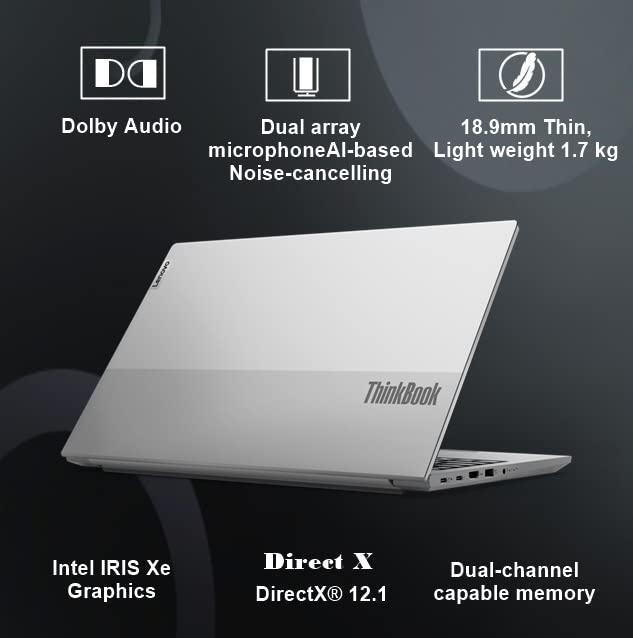 Dolby Audio
Dual array
microphoneAI-based
Noise-cancelling
18.9mm Thin,
Light weight 1.7 kg
Lenovo
ThinkBook
Intel IRIS Xe
Graphics
Direct X
DirectX® 12.1
Dual-channel
capable memory